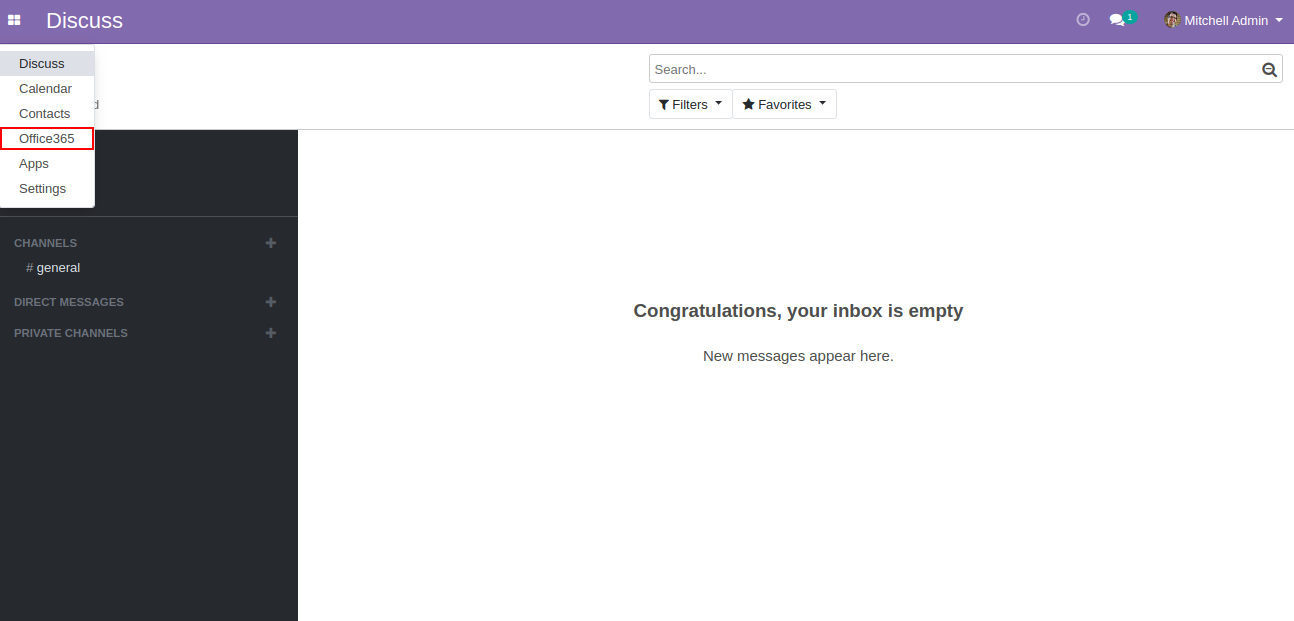 Discuss
1
Mitchell Admin
Discuss
Calendar
Contacts
Office365
Apps
Settings
Search...
Filters
Favorites
CHANNELS
# general
DIRECT MESSAGES
PRIVATE CHANNELS
Congratulations, your inbox is empty
New messages appear here.